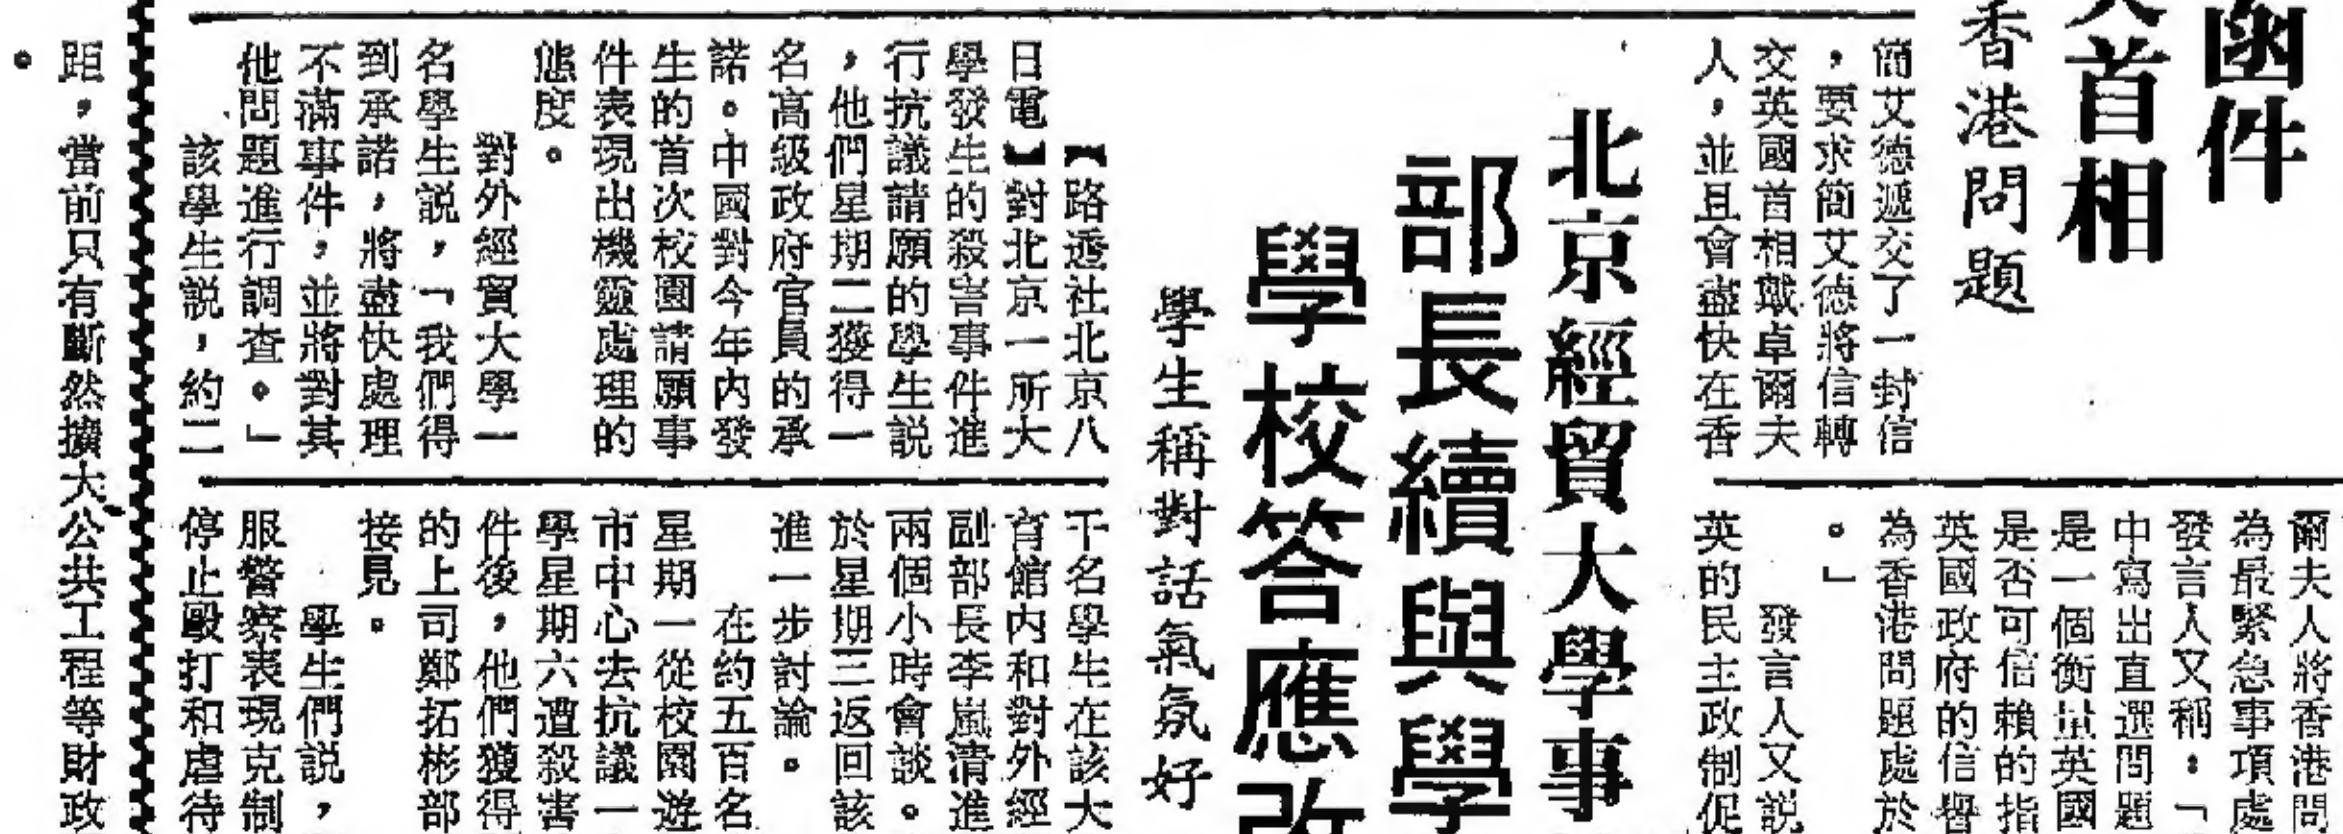 函件
首相
香港問題
簡艾德遞交了一封信
，要求簡艾德將信轉
交英國首相戴卓爾夫
人，並且會盡快在香
爾夫人將香港問
為最緊急事項處
發言人又稱：「
中寫出直選問題
是一個衡量英國
是否可信賴的指
英國政府的信譽
為香港問題處於
。」
發言人又説
英的民主政制促
北京經貿大學事
部長續與學
學校答應改
學生稱對話氣氛好
【路透社北京八
日電】對北京一所大
學發生的殺害事件進
行抗議請願的學生説
，他們星期二獲得一
名高級政府官員的承
諾。中國對今年內發
生的首次校園請願事
件表現出機靈處理的
態度。
對外經貿大學一
名學生説，「我們得
到承諾，將盡快處理
不滿事件，並將對其
他問題進行調查。」
該學生説，約二
千名學生在該大
育館內和對外經
副部長李嵐清進
兩個小時會談。
於星期三返回該
進一步討論。
在約五百名
星期一從校園遊
市中心去抗議一
學星期六遭殺害
件後，他們獲得
的上司鄭拓彬部
接見。
學生們説，
服警察表現克制
停止毆打和虐待
距，當前只有斷然擴大公共工程等財政
。